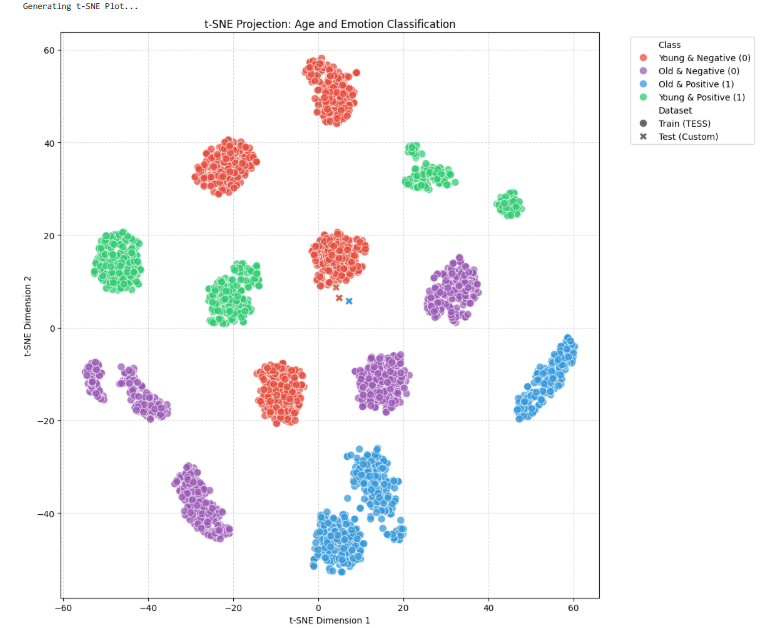 Generating t-SNE Plot...
t-SNE Projection: Age and Emotion Classification
Class
Young & Negative (0)
Old & Negative (0)
Old & Positive (1)
Young & Positive (1)
Dataset
Train (TESS)
Test (Custom)
60
40
20
0
−20
−40
t-SNE Dimension 2
−60
−40
−20
0
20
40
60
t-SNE Dimension 1